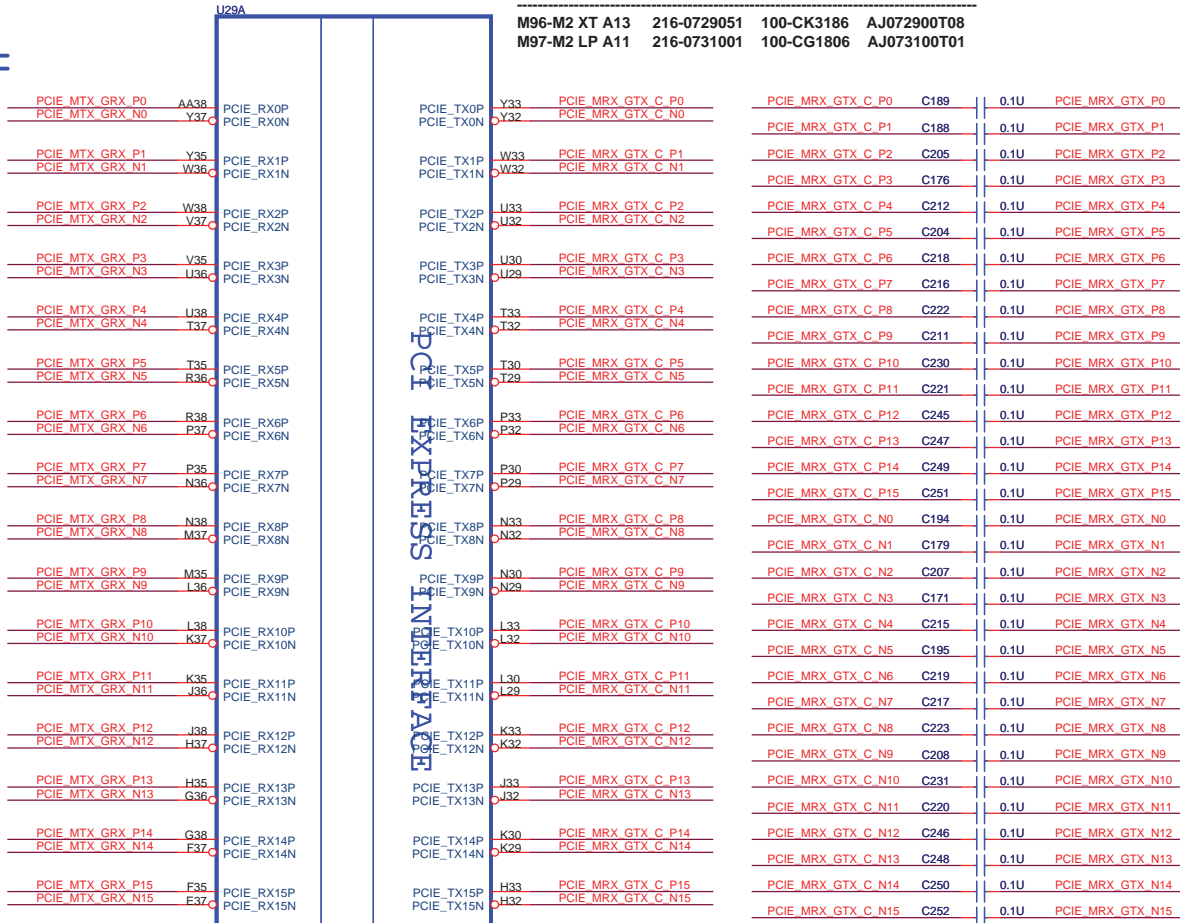 U29A
M96-M2 XT A13 216-0729051 100-CK3186 AJ072900T08
M97-M2 LP A11 216-0731001 100-CG1806 AJ073100T01
PCIE_MTX_GRX_P0 AA38 PCIE_RX0P PCIE_TX0P Y33 PCIE_MRX_GTX_C_P0
PCIE_MTX_GRX_N0 Y37 PCIE_RX0N PCIE_TX0N Y32 PCIE_MRX_GTX_C_N0
PCIE_MTX_GRX_P1 Y35 PCIE_RX1P PCIE_TX1P W33 PCIE_MRX_GTX_C_P1
PCIE_MTX_GRX_N1 W36 PCIE_RX1N PCIE_TX1N W32 PCIE_MRX_GTX_C_N1
PCIE_MTX_GRX_P2 W38 PCIE_RX2P PCIE_TX2P U33 PCIE_MRX_GTX_C_P2
PCIE_MTX_GRX_N2 V37 PCIE_RX2N PCIE_TX2N U32 PCIE_MRX_GTX_C_N2
PCIE_MTX_GRX_P3 V35 PCIE_RX3P PCIE_TX3P U30 PCIE_MRX_GTX_C_P3
PCIE_MTX_GRX_N3 U36 PCIE_RX3N PCIE_TX3N U29 PCIE_MRX_GTX_C_N3
PCIE_MTX_GRX_P4 U38 PCIE_RX4P PCIE_TX4P T33 PCIE_MRX_GTX_C_P4
PCIE_MTX_GRX_N4 T37 PCIE_RX4N PCIE_TX4N T32 PCIE_MRX_GTX_C_N4
PCIE_MTX_GRX_P5 T35 PCIE_RX5P PCIE_TX5P T30 PCIE_MRX_GTX_C_P5
PCIE_MTX_GRX_N5 R36 PCIE_RX5N PCIE_TX5N T29 PCIE_MRX_GTX_C_N5
PCIE_MTX_GRX_P6 R38 PCIE_RX6P PCIE_TX6P P33 PCIE_MRX_GTX_C_P6
PCIE_MTX_GRX_N6 P37 PCIE_RX6N PCIE_TX6N P32 PCIE_MRX_GTX_C_N6
PCIE_MTX_GRX_P7 P35 PCIE_RX7P PCIE_TX7P P30 PCIE_MRX_GTX_C_P7
PCIE_MTX_GRX_N7 N36 PCIE_RX7N PCIE_TX7N P29 PCIE_MRX_GTX_C_N7
PCIE_MTX_GRX_P8 N38 PCIE_RX8P PCIE_TX8P N33 PCIE_MRX_GTX_C_P8
PCIE_MTX_GRX_N8 M37 PCIE_RX8N PCIE_TX8N N32 PCIE_MRX_GTX_C_N8
PCIE_MTX_GRX_P9 M35 PCIE_RX9P PCIE_TX9P N30 PCIE_MRX_GTX_C_P9
PCIE_MTX_GRX_N9 L36 PCIE_RX9N PCIE_TX9N N29 PCIE_MRX_GTX_C_N9
PCIE_MTX_GRX_P10 L38 PCIE_RX10P PCIE_TX10P L33 PCIE_MRX_GTX_C_P10
PCIE_MTX_GRX_N10 K37 PCIE_RX10N PCIE_TX10N L32 PCIE_MRX_GTX_C_N10
PCIE_MTX_GRX_P11 K35 PCIE_RX11P PCIE_TX11P L30 PCIE_MRX_GTX_C_P11
PCIE_MTX_GRX_N11 J36 PCIE_RX11N PCIE_TX11N L29 PCIE_MRX_GTX_C_N11
PCIE_MTX_GRX_P12 J38 PCIE_RX12P PCIE_TX12P K33 PCIE_MRX_GTX_C_P12
PCIE_MTX_GRX_N12 H37 PCIE_RX12N PCIE_TX12N K32 PCIE_MRX_GTX_C_N12
PCIE_MTX_GRX_P13 H35 PCIE_RX13P PCIE_TX13P J33 PCIE_MRX_GTX_C_P13
PCIE_MTX_GRX_N13 G36 PCIE_RX13N PCIE_TX13N J32 PCIE_MRX_GTX_C_N13
PCIE_MTX_GRX_P14 G38 PCIE_RX14P PCIE_TX14P K30 PCIE_MRX_GTX_C_P14
PCIE_MTX_GRX_N14 F37 PCIE_RX14N PCIE_TX14N K29 PCIE_MRX_GTX_C_N14
PCIE_MTX_GRX_P15 F35 PCIE_RX15P PCIE_TX15P H33 PCIE_MRX_GTX_C_P15
PCIE_MTX_GRX_N15 E37 PCIE_RX15N PCIE_TX15N H32 PCIE_MRX_GTX_C_N15
PCI EXPRESS INTERFACE
PCIE_MRX_GTX_C_P0 C189 0.1U PCIE_MRX_GTX_P0
PCIE_MRX_GTX_C_P1 C188 0.1U PCIE_MRX_GTX_P1
PCIE_MRX_GTX_C_P2 C205 0.1U PCIE_MRX_GTX_P2
PCIE_MRX_GTX_C_P3 C176 0.1U PCIE_MRX_GTX_P3
PCIE_MRX_GTX_C_P4 C212 0.1U PCIE_MRX_GTX_P4
PCIE_MRX_GTX_C_P5 C204 0.1U PCIE_MRX_GTX_P5
PCIE_MRX_GTX_C_P6 C218 0.1U PCIE_MRX_GTX_P6
PCIE_MRX_GTX_C_P7 C216 0.1U PCIE_MRX_GTX_P7
PCIE_MRX_GTX_C_P8 C222 0.1U PCIE_MRX_GTX_P8
PCIE_MRX_GTX_C_P9 C211 0.1U PCIE_MRX_GTX_P9
PCIE_MRX_GTX_C_P10 C230 0.1U PCIE_MRX_GTX_P10
PCIE_MRX_GTX_C_P11 C221 0.1U PCIE_MRX_GTX_P11
PCIE_MRX_GTX_C_P12 C245 0.1U PCIE_MRX_GTX_P12
PCIE_MRX_GTX_C_P13 C247 0.1U PCIE_MRX_GTX_P13
PCIE_MRX_GTX_C_P14 C249 0.1U PCIE_MRX_GTX_P14
PCIE_MRX_GTX_C_P15 C251 0.1U PCIE_MRX_GTX_P15
PCIE_MRX_GTX_C_N0 C194 0.1U PCIE_MRX_GTX_N0
PCIE_MRX_GTX_C_N1 C179 0.1U PCIE_MRX_GTX_N1
PCIE_MRX_GTX_C_N2 C207 0.1U PCIE_MRX_GTX_N2
PCIE_MRX_GTX_C_N3 C171 0.1U PCIE_MRX_GTX_N3
PCIE_MRX_GTX_C_N4 C215 0.1U PCIE_MRX_GTX_N4
PCIE_MRX_GTX_C_N5 C195 0.1U PCIE_MRX_GTX_N5
PCIE_MRX_GTX_C_N6 C219 0.1U PCIE_MRX_GTX_N6
PCIE_MRX_GTX_C_N7 C217 0.1U PCIE_MRX_GTX_N7
PCIE_MRX_GTX_C_N8 C223 0.1U PCIE_MRX_GTX_N8
PCIE_MRX_GTX_C_N9 C208 0.1U PCIE_MRX_GTX_N9
PCIE_MRX_GTX_C_N10 C231 0.1U PCIE_MRX_GTX_N10
PCIE_MRX_GTX_C_N11 C220 0.1U PCIE_MRX_GTX_N11
PCIE_MRX_GTX_C_N12 C246 0.1U PCIE_MRX_GTX_N12
PCIE_MRX_GTX_C_N13 C248 0.1U PCIE_MRX_GTX_N13
PCIE_MRX_GTX_C_N14 C250 0.1U PCIE_MRX_GTX_N14
PCIE_MRX_GTX_C_N15 C252 0.1U PCIE_MRX_GTX_N15